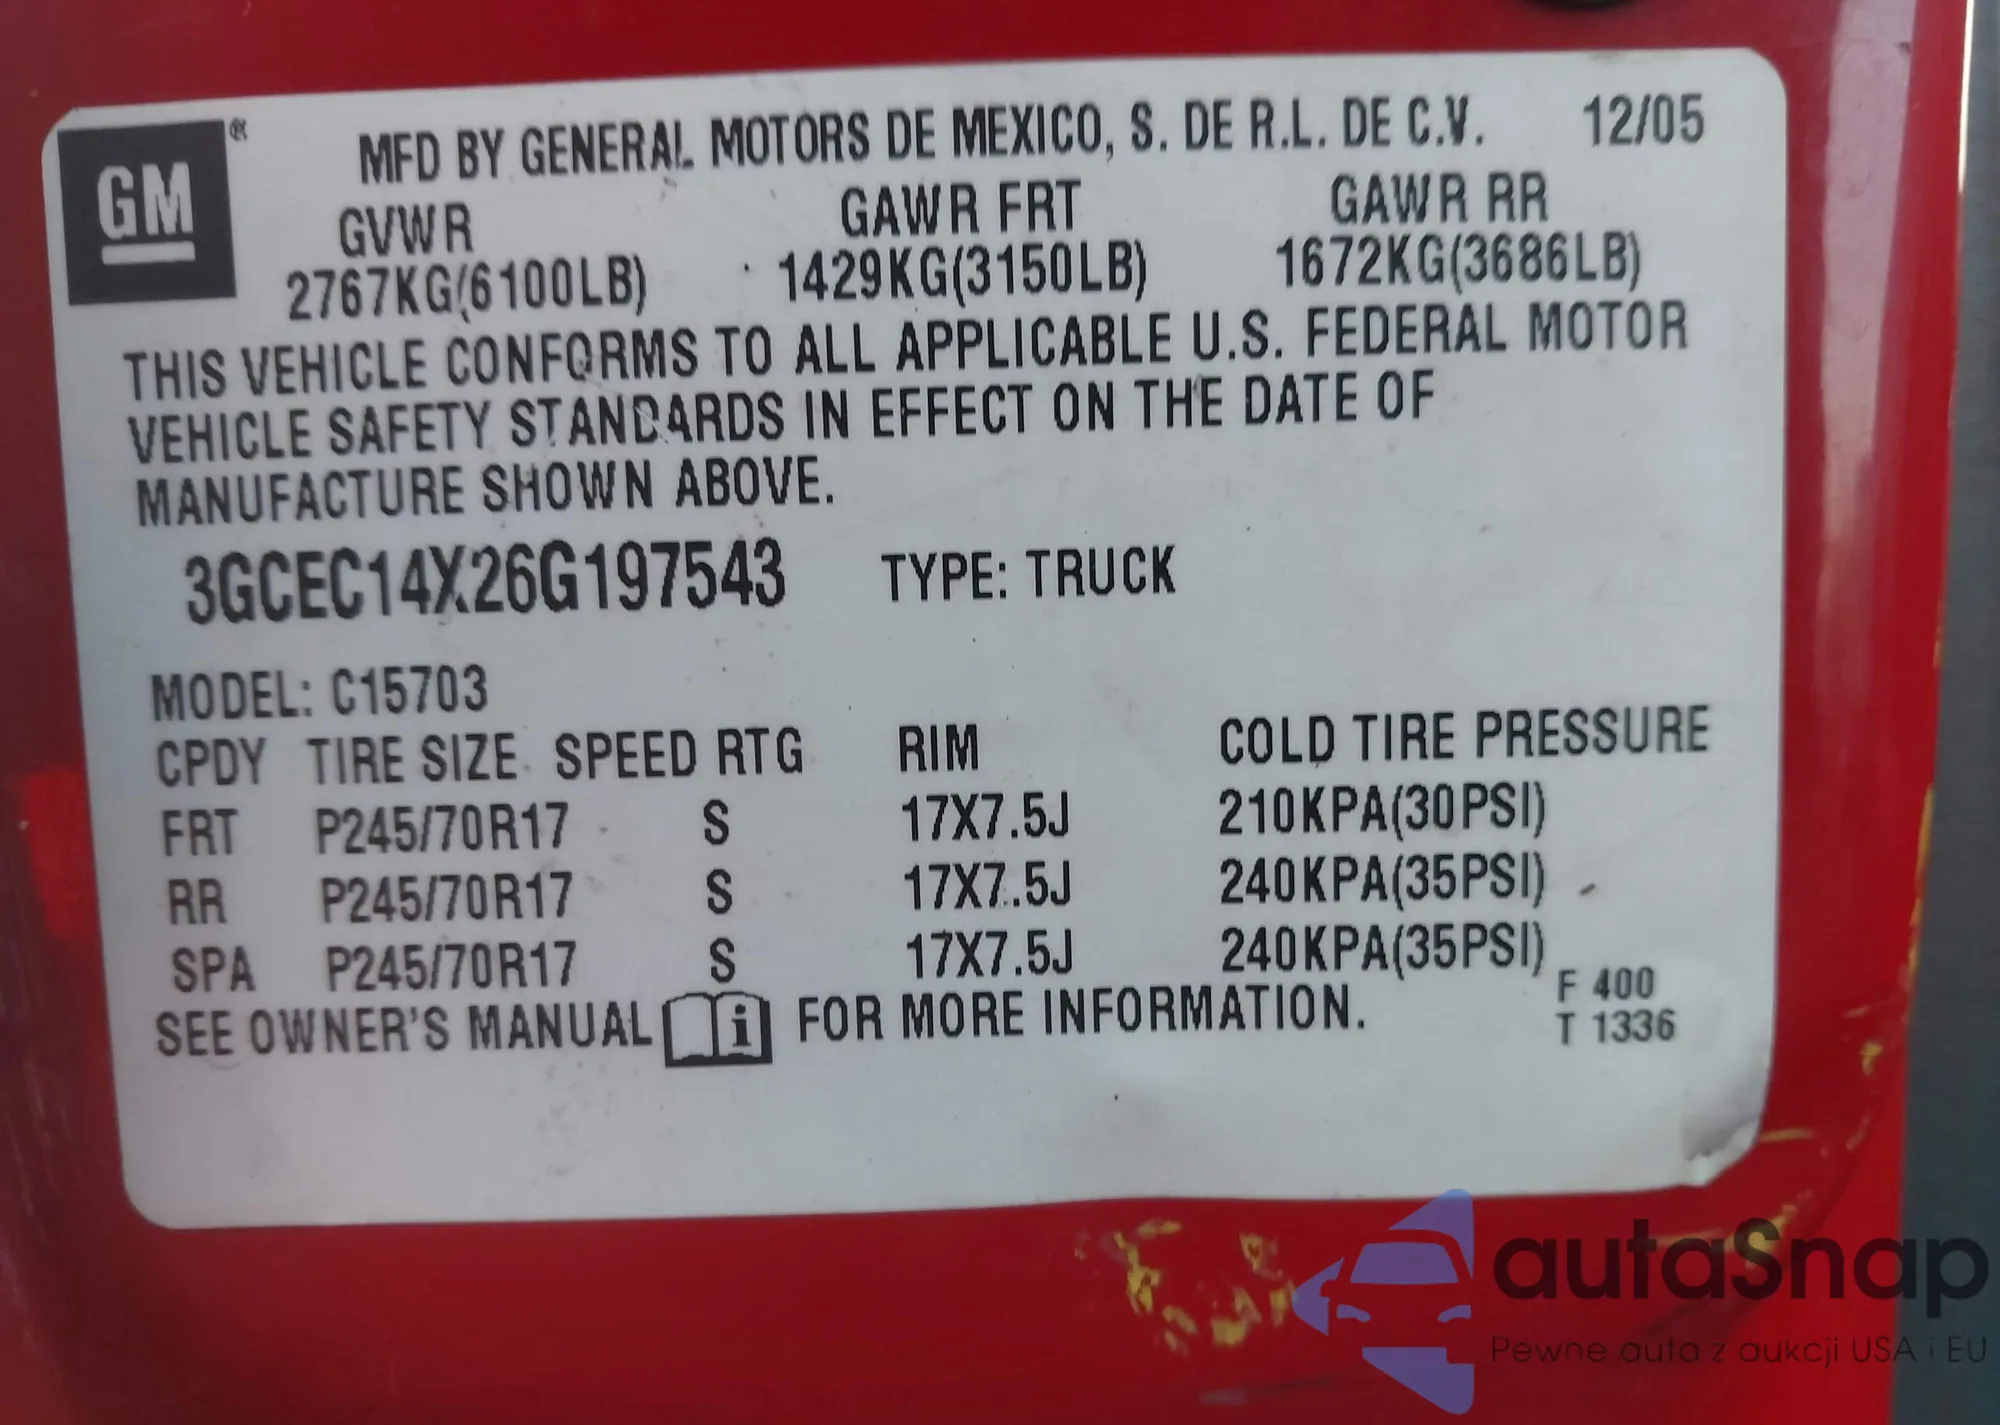 GM ®
MFD BY GENERAL MOTORS DE MEXICO, S. DE R.L. DE C.V. 12/05
GVWR GAWR FRT GAWR RR
2767KG(6100LB) 1429KG(3150LB) 1672KG(3686LB)
THIS VEHICLE CONFORMS TO ALL APPLICABLE U.S. FEDERAL MOTOR
VEHICLE SAFETY STANDARDS IN EFFECT ON THE DATE OF
MANUFACTURE SHOWN ABOVE.
3GCEC14X26G197543 TYPE: TRUCK
MODEL: C15703
CPDY TIRE SIZE SPEED RTG RIM COLD TIRE PRESSURE
FRT P245/70R17 S 17X7.5J 210KPA(30PSI)
RR P245/70R17 S 17X7.5J 240KPA(35PSI)
SPA P245/70R17 S 17X7.5J 240KPA(35PSI)
SEE OWNER'S MANUAL i FOR MORE INFORMATION.
F 400
T 1336
autaSnap
Pewne auta z aukcji USA i EU